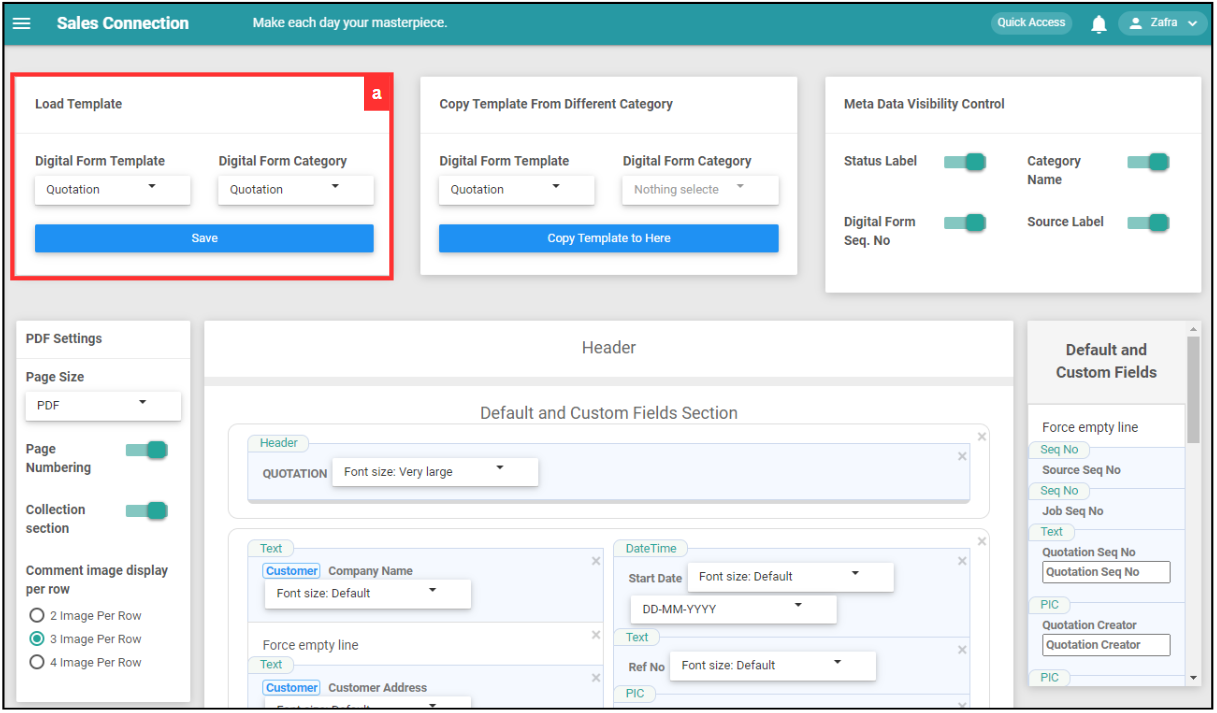 Sales Connection
Make each day your masterpiece.
Quick Access
Zafra
Load Template
a
Digital Form Template
Digital Form Category
Quotation
Quotation
Save
Copy Template From Different Category
Digital Form Template
Digital Form Category
Quotation
Nothing selecte
Copy Template to Here
Meta Data Visibility Control
Status Label
Category
Name
Digital Form
Seq. No
Source Label
PDF Settings
Page Size
PDF
Page
Numbering
Collection
section
Comment image display
per row
2 Image Per Row
3 Image Per Row
4 Image Per Row
Header
Default and Custom Fields Section
Header
QUOTATION
Font size: Very large
Text
Customer Company Name
Font size: Default
Force empty line
Text
Customer Customer Address
Font size: Default
DateTime
Start Date
Font size: Default
DD-MM-YYYY
Text
Ref No
Font size: Default
PIC
Default and
Custom Fields
Force empty line
Seq No
Source Seq No
Seq No
Job Seq No
Text
Quotation Seq No
Quotation Seq No
PIC
Quotation Creator
Quotation Creator
PIC